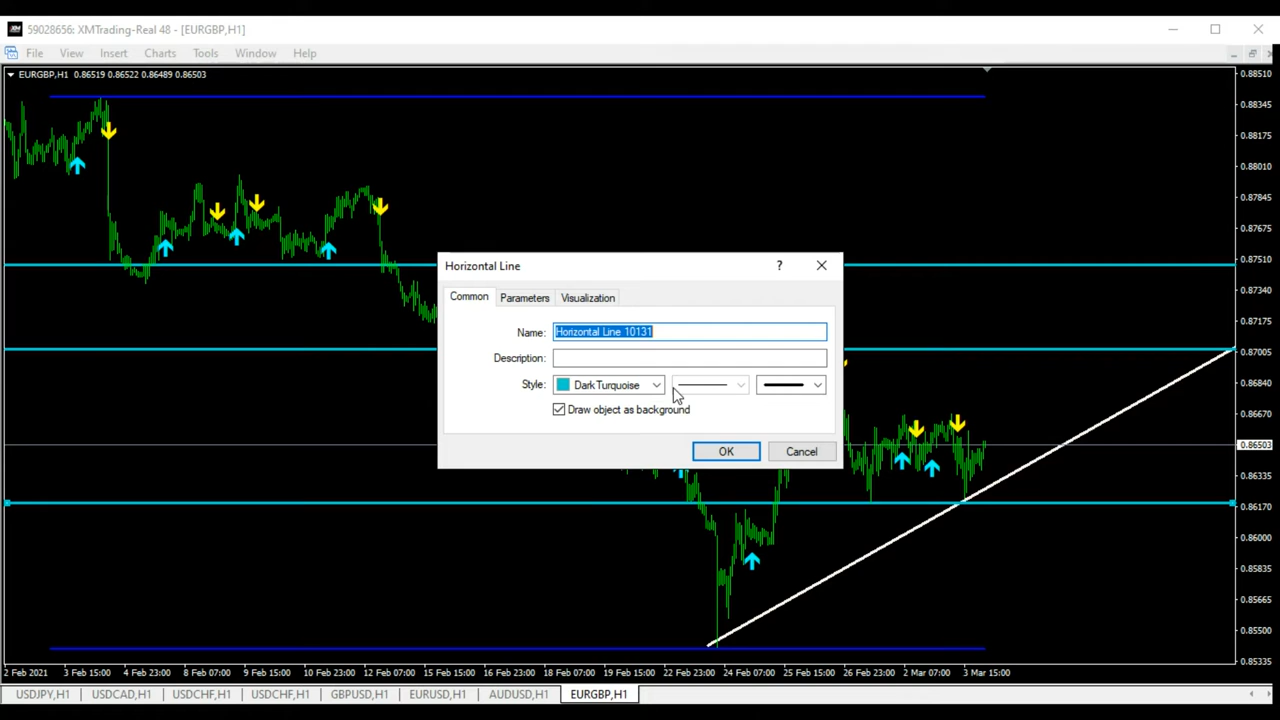 59028656: XMTrading-Real 48 - [EURGBP,H1]
File View Insert Charts Tools Window Help
EURGBP,H1 0.86519 0.86522 0.86489 0.86503
0.88510
0.88345
0.88180
0.88010
0.87845
0.87675
0.87510
0.87340
0.87175
0.87005
0.86840
0.86670
0.86503
0.86335
0.86170
0.86000
0.85835
0.85665
0.85500
0.85335
Horizontal Line
Common Parameters Visualization
Name: Horizontal Line 10131
Description:
Style: Dark Turquoise
Draw object as background
OK Cancel
2 Feb 2021 3 Feb 15:00 4 Feb 23:00 8 Feb 07:00 9 Feb 15:00 10 Feb 23:00 12 Feb 07:00 15 Feb 15:00 16 Feb 23:00 18 Feb 07:00 19 Feb 15:00 22 Feb 23:00 24 Feb 07:00 25 Feb 15:00 26 Feb 23:00 2 Mar 07:00 3 Mar 15:00
USDJPY,H1 USDCAD,H1 USDCHF,H1 USDCHF,H1 GBPUSD,H1 EURUSD,H1 AUDUSD,H1 EURGBP,H1